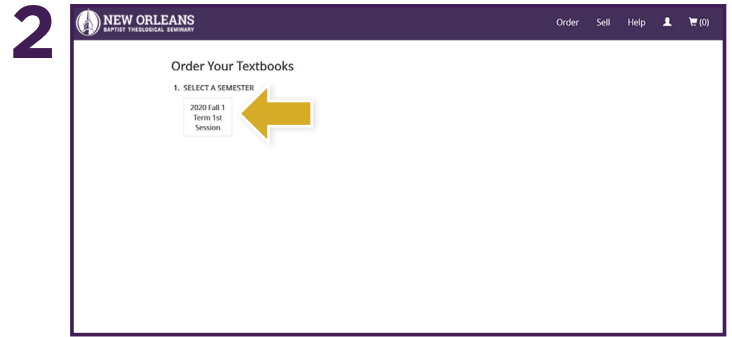 2
NEW ORLEANS
BAPTIST THEOLOGICAL SEMINARY
Order Sell Help (0)
Order Your Textbooks
1. SELECT A SEMESTER
2020 Fall 1
Term 1st
Session